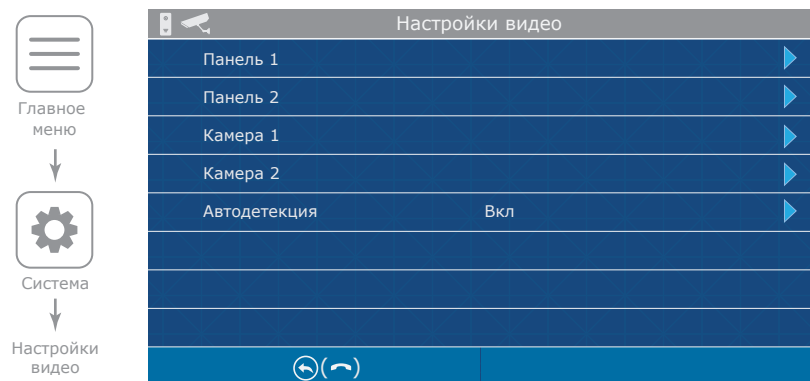 Главное
меню
Система
Настройки
видео
Настройки видео
Панель 1
Панель 2
Камера 1
Камера 2
Автодетекция Вкл
( )